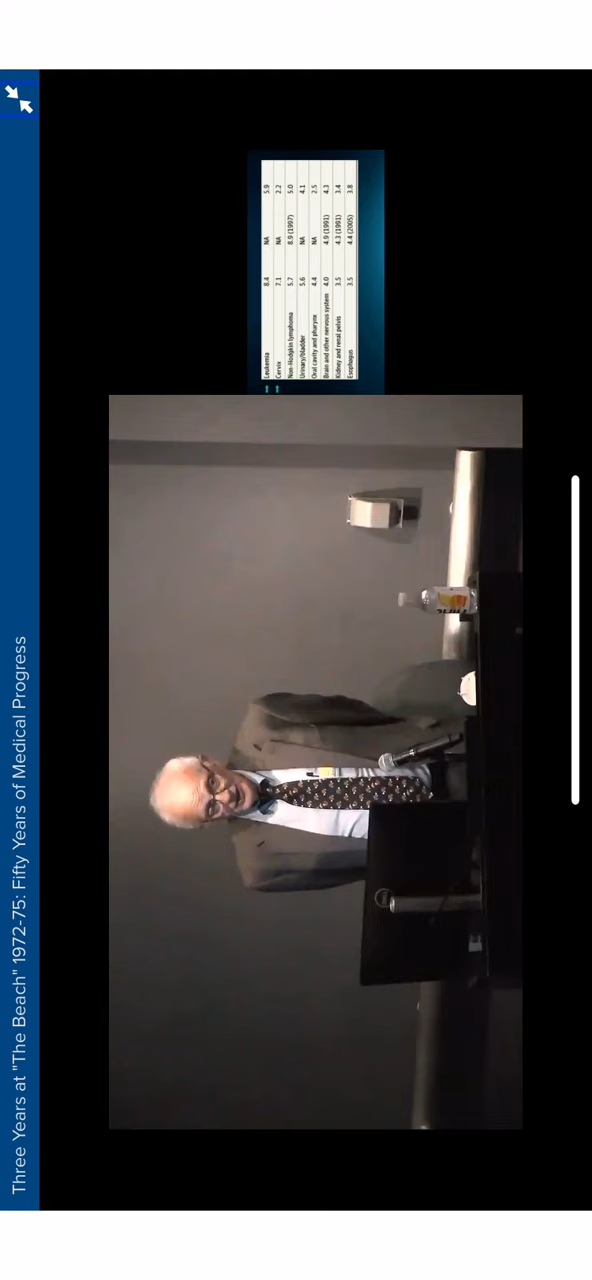 Three Years at "The Beach" 1972-75: Fifty Years of Medical Progress
Leukemia 8.4 NA 5.9
Cervix 7.1 NA 2.2
Non-Hodgkin lymphoma 5.7 8.9 (1997) 5.0
Urinary/bladder 5.6 NA 4.1
Oral cavity and pharynx 4.4 NA 2.5
Brain and other nervous system 4.0 4.9 (1991) 4.3
Kidney and renal pelvis 3.5 4.3 (1991) 3.4
Esophagus 3.5 4.4 (2005) 3.8